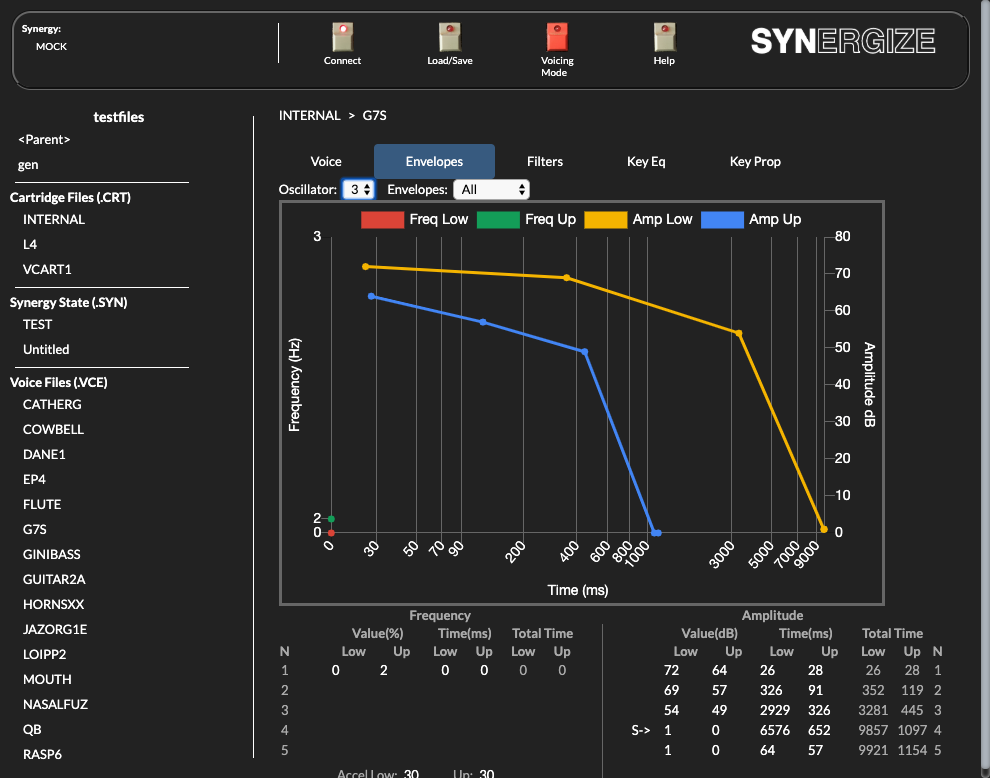 Synergy:
MOCK
Connect
Load/Save
Voicing
Mode
Help
SYNERGIZE
testfiles
<Parent>
gen
Cartridge Files (.CRT)
INTERNAL
L4
VCART1
Synergy State (.SYN)
TEST
Untitled
Voice Files (.VCE)
CATHERG
COWBELL
DANE1
EP4
FLUTE
G7S
GINIBASS
GUITAR2A
HORNSXX
JAZORG1E
LOIPP2
MOUTH
NASALFUZ
QB
RASP6
INTERNAL > G7S
Voice Envelopes Filters Key Eq Key Prop
Oscillator: 3 Envelopes: All
Freq Low Freq Up Amp Low Amp Up
3
2
0
Frequency (Hz)
80
70
60
50
40
30
20
10
0
Amplitude dB
0 30 50 70 90 200 400 600 800 1000 3000 5000 7000 9000
Time (ms)
Frequency Amplitude
Value(%) Time(ms) Total Time Value(dB) Time(ms) Total Time
N Low Up Low Up Low Up Low Up Low Up Low Up N
1 0 2 0 0 0 0 72 64 26 28 26 28 1
2 69 57 326 91 352 119 2
3 54 49 2929 326 3281 445 3
4 S-> 1 0 6576 652 9857 1097 4
5 1 0 64 57 9921 1154 5
Accel Low: 30 Up: 30